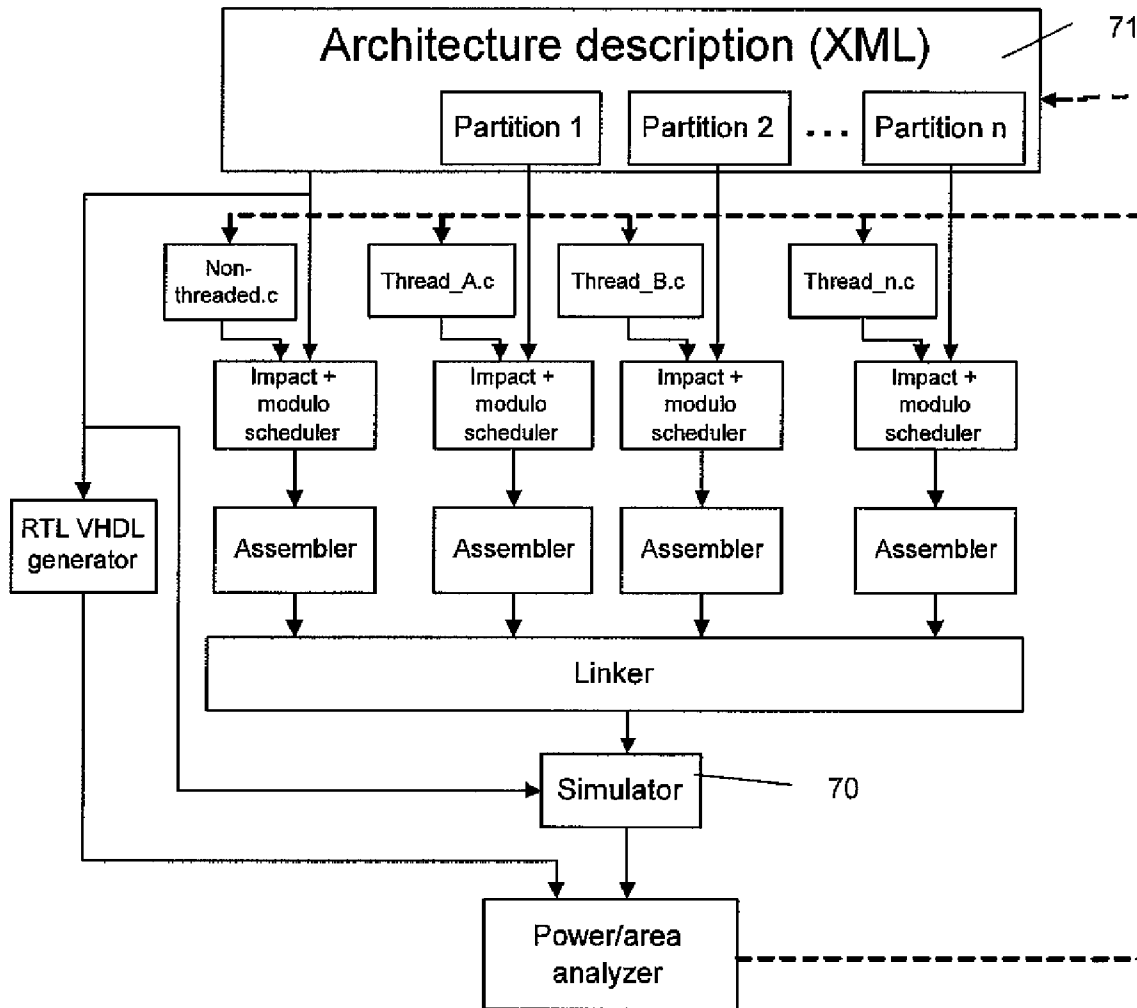 Architecture description (XML)
71
Partition 1
Partition 2
...
Partition n
Non-
threaded.c
Thread_A.c
Thread_B.c
Thread_n.c
Impact +
modulo
scheduler
Impact +
modulo
scheduler
Impact +
modulo
scheduler
Impact +
modulo
scheduler
RTL VHDL
generator
Assembler
Assembler
Assembler
Assembler
Linker
Simulator
70
Power/area
analyzer